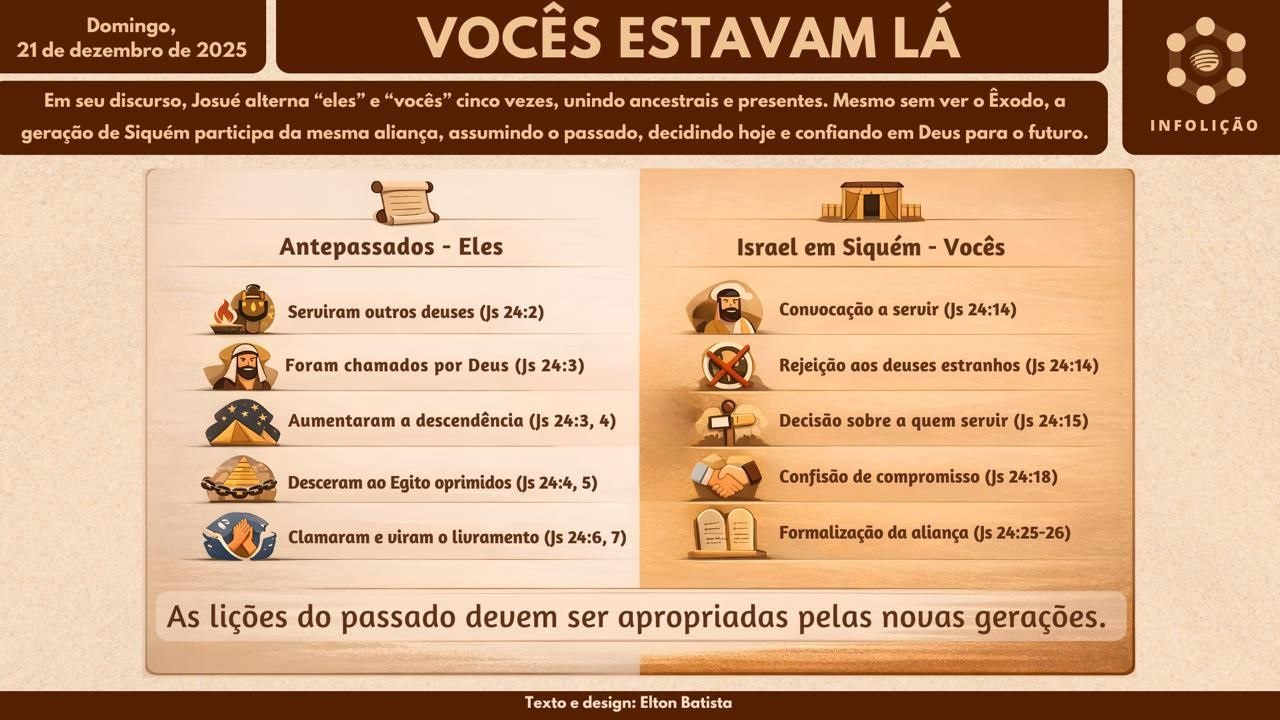 Domingo,
21 de dezembro de 2025
VOCÊS ESTAVAM LÁ
Em seu discurso, Josué alterna “eles” e “vocês” cinco vezes, unindo ancestrais e presentes. Mesmo sem ver o Êxodo, a
geração de Siquém participa da mesma aliança, assumindo o passado, decidindo hoje e confiando em Deus para o futuro.
INFOLIÇÃO
Antepassados - Eles
Serviram outros deuses (Js 24:2)
Foram chamados por Deus (Js 24:3)
Aumentaram a descendência (Js 24:3, 4)
Desceram ao Egito oprimidos (Js 24:4, 5)
Clamaram e viram o livramento (Js 24:6, 7)
Israel em Siquém - Vocês
Convocação a servir (Js 24:14)
Rejeição aos deuses estranhos (Js 24:14)
Decisão sobre a quem servir (Js 24:15)
Confisão de compromisso (Js 24:18)
Formalização da aliança (Js 24:25-26)
As lições do passado devem ser apropriadas pelas novas gerações.
Texto e design: Elton Batista